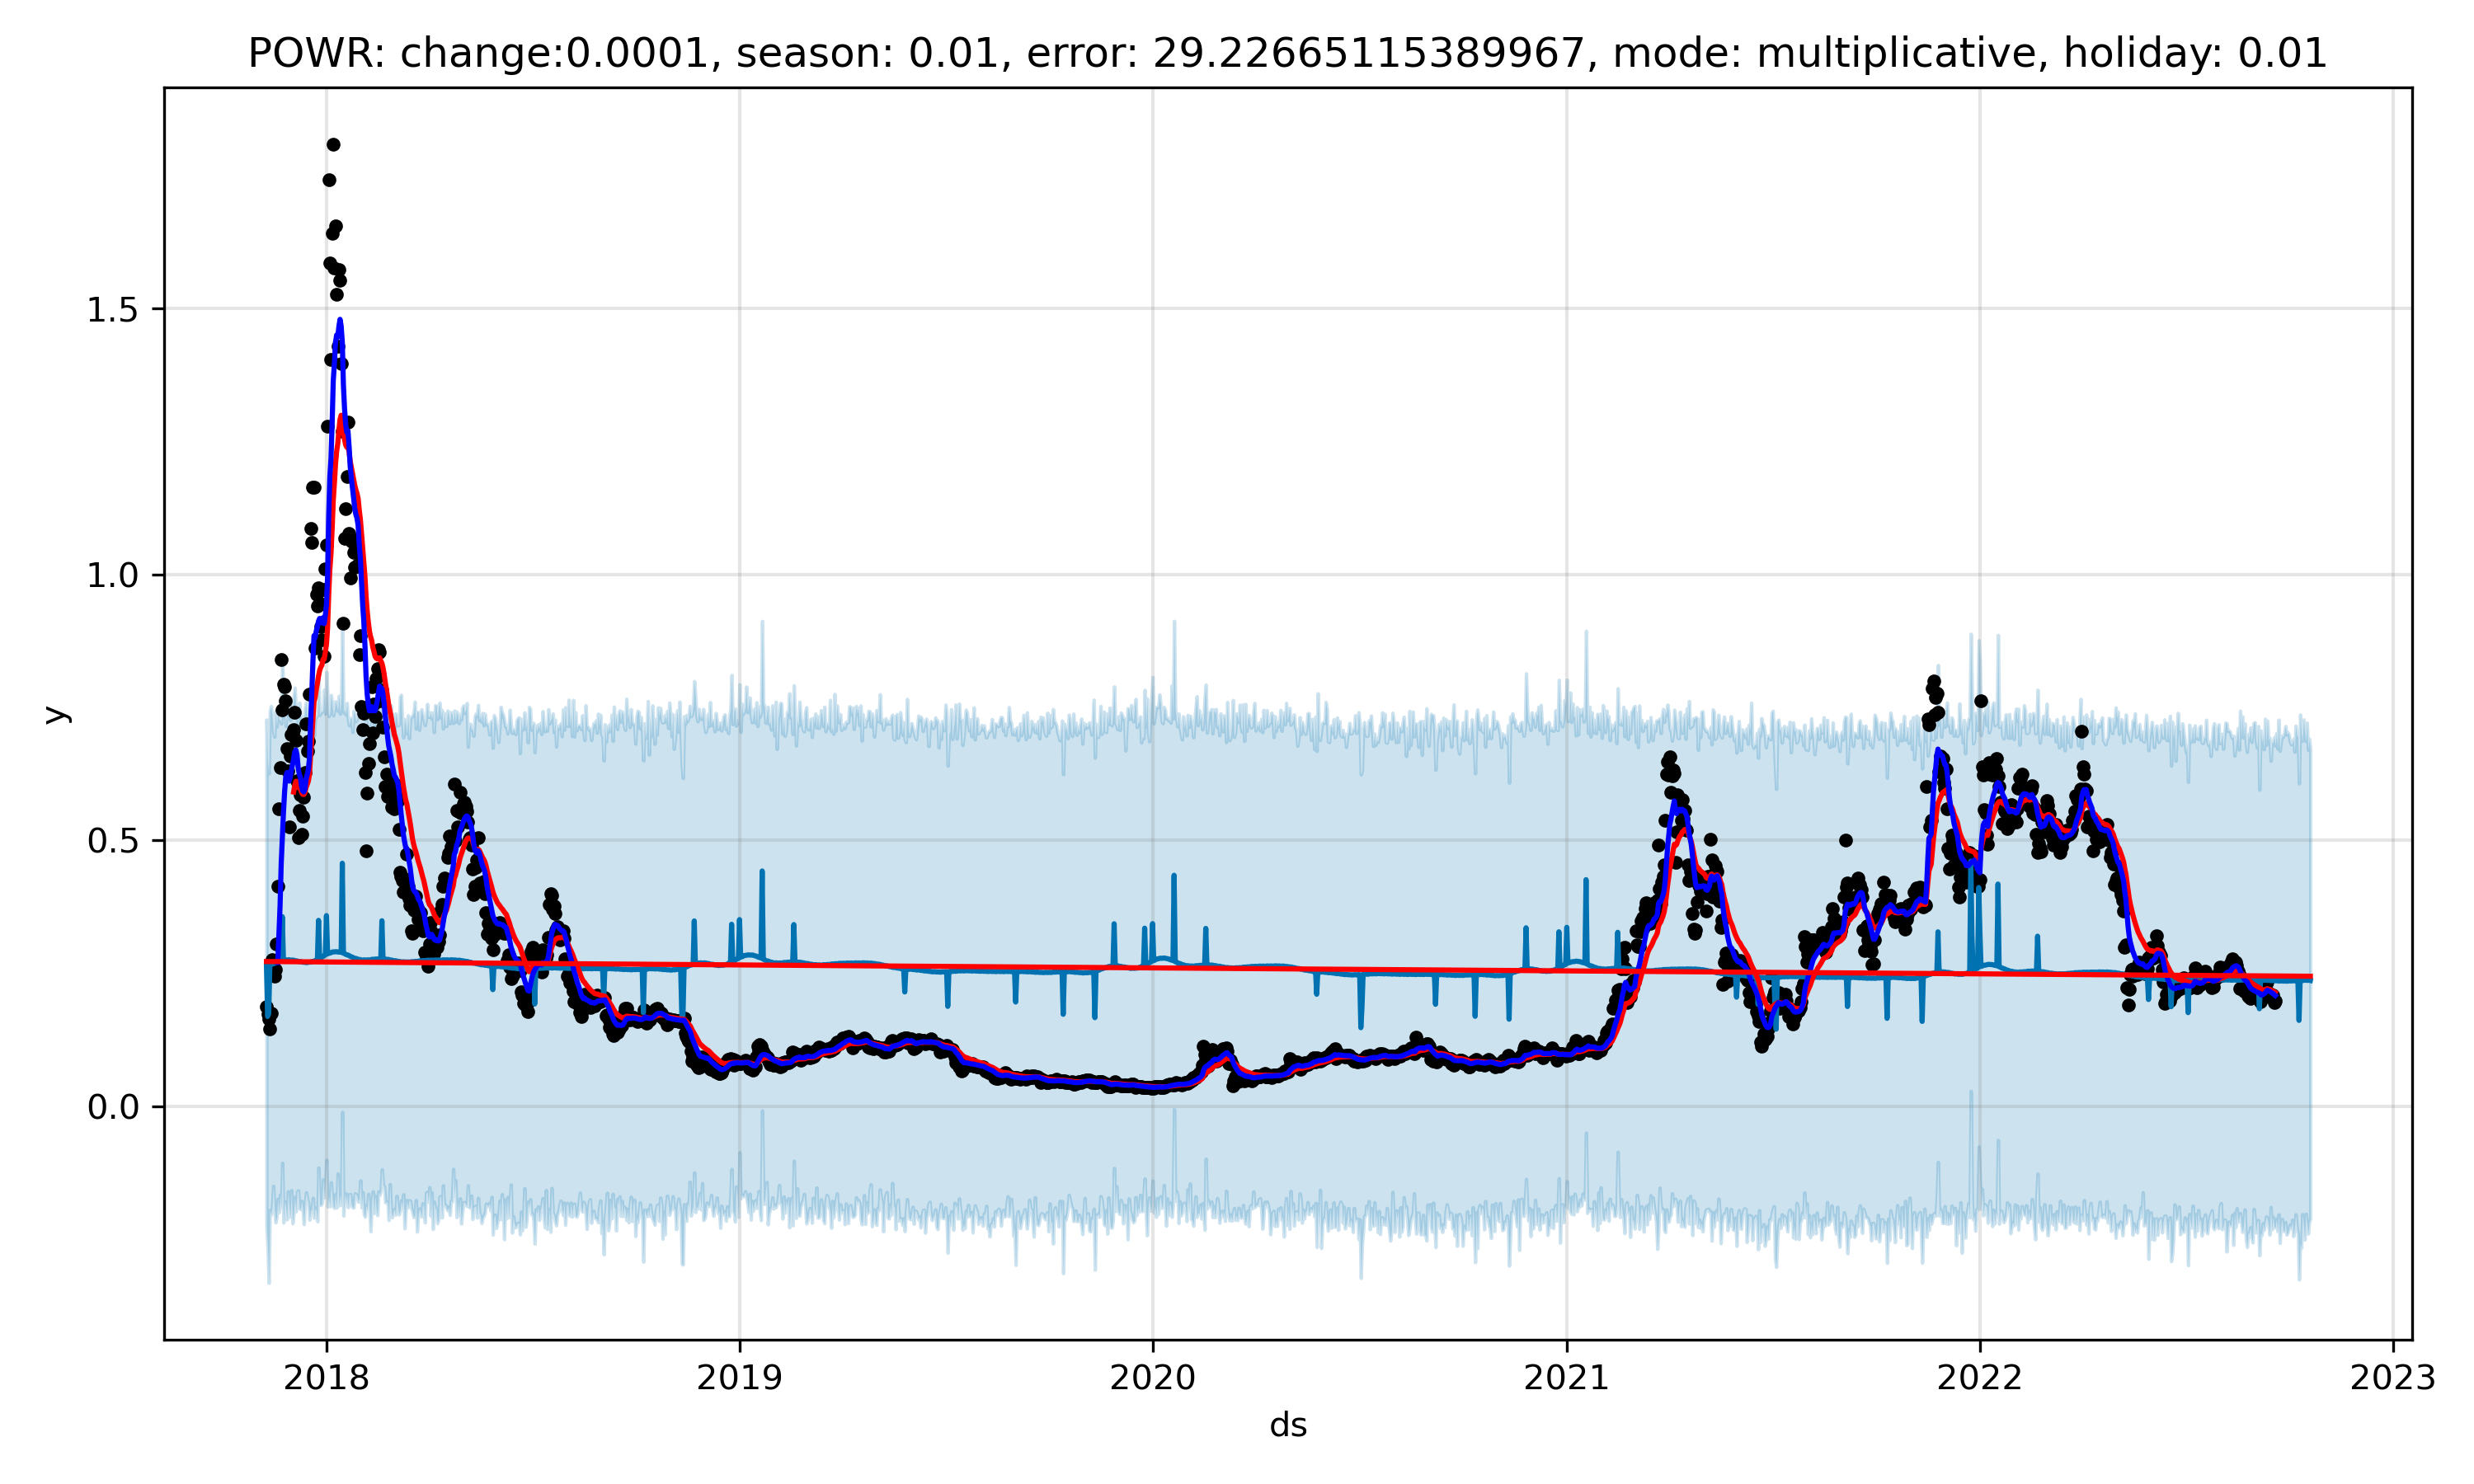 POWR: change:0.0001, season: 0.01, error: 29.22665115389967, mode: multiplicative, holiday: 0.01
1.5
1.0
0.5
0.0
y
2018 2019 2020 2021 2022 2023
ds